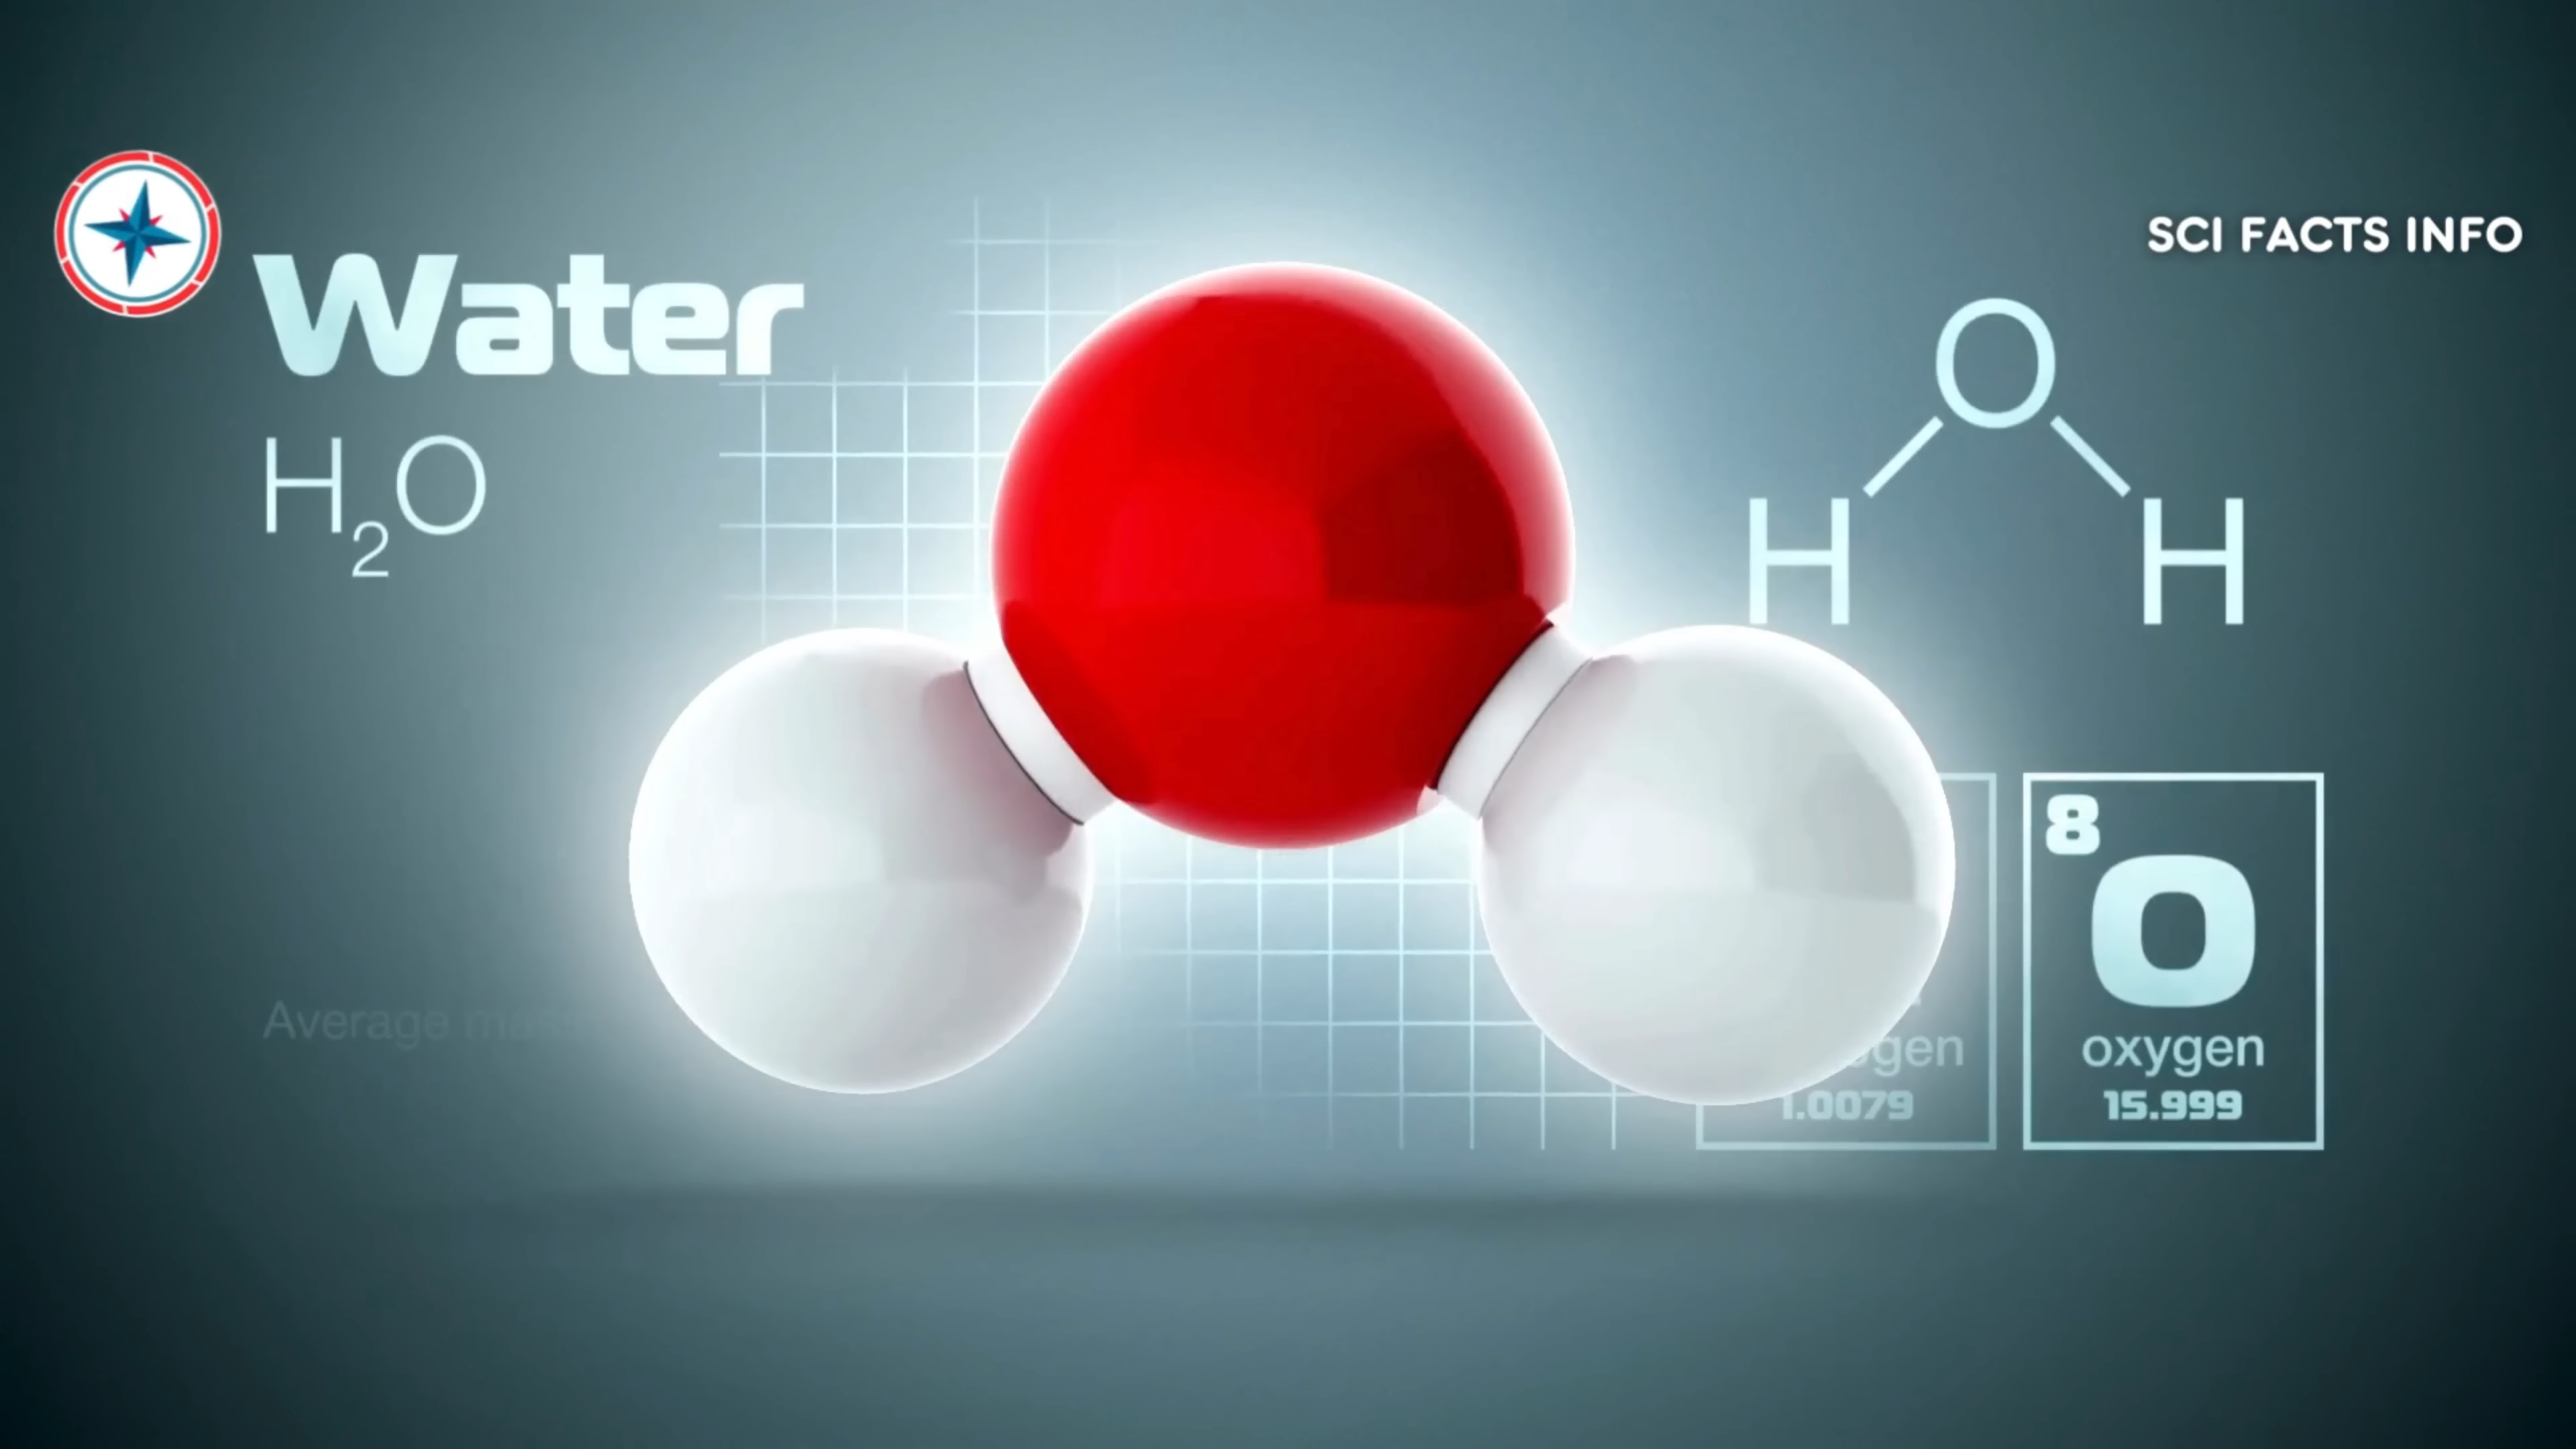 SCI FACTS INFO
Water
H₂O
O
H H
8
O
oxygen
15.999
1.0079
Average